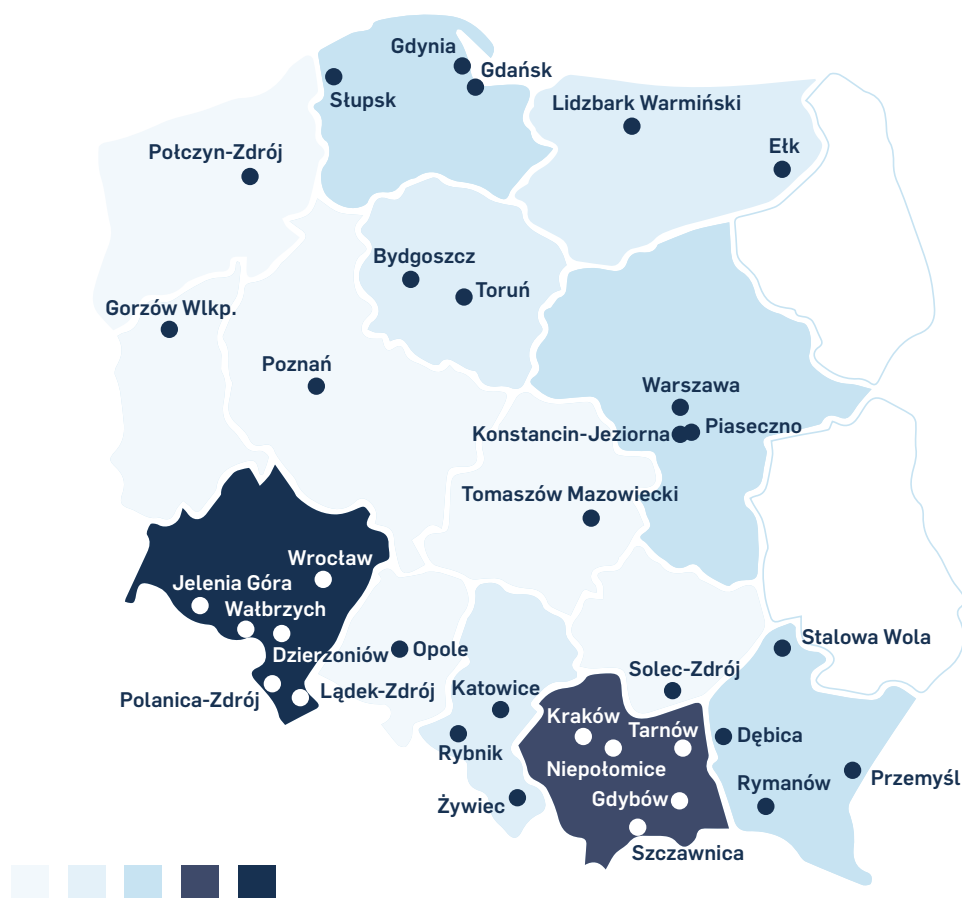 Gdynia
Gdańsk
Słupsk
Lidzbark Warmiński
Ełk
Połczyn-Zdrój
Bydgoszcz
Toruń
Gorzów Wlkp.
Poznań
Warszawa
Piaseczno
Konstancin-Jeziorna
Tomaszów Mazowiecki
Wrocław
Jelenia Góra
Wałbrzych
Dzierzoniów
Opole
Stalowa Wola
Solec-Zdrój
Polanica-Zdrój
Lądek-Zdrój
Katowice
Kraków
Tarnów
Dębica
Rybnik
Niepołomice
Przemyśl
Rymanów
Żywiec
Gdybów
Szczawnica